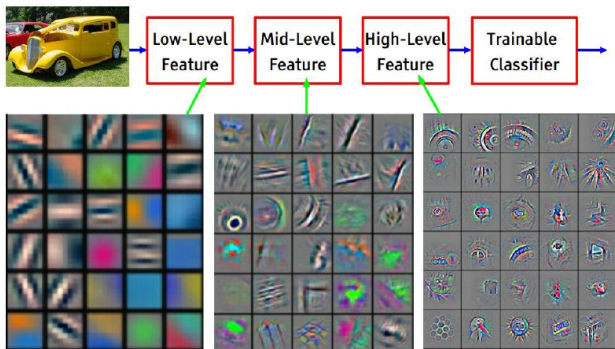 Low-Level
Feature
Mid-Level
Feature
High-Level
Feature
Trainable
Classifier